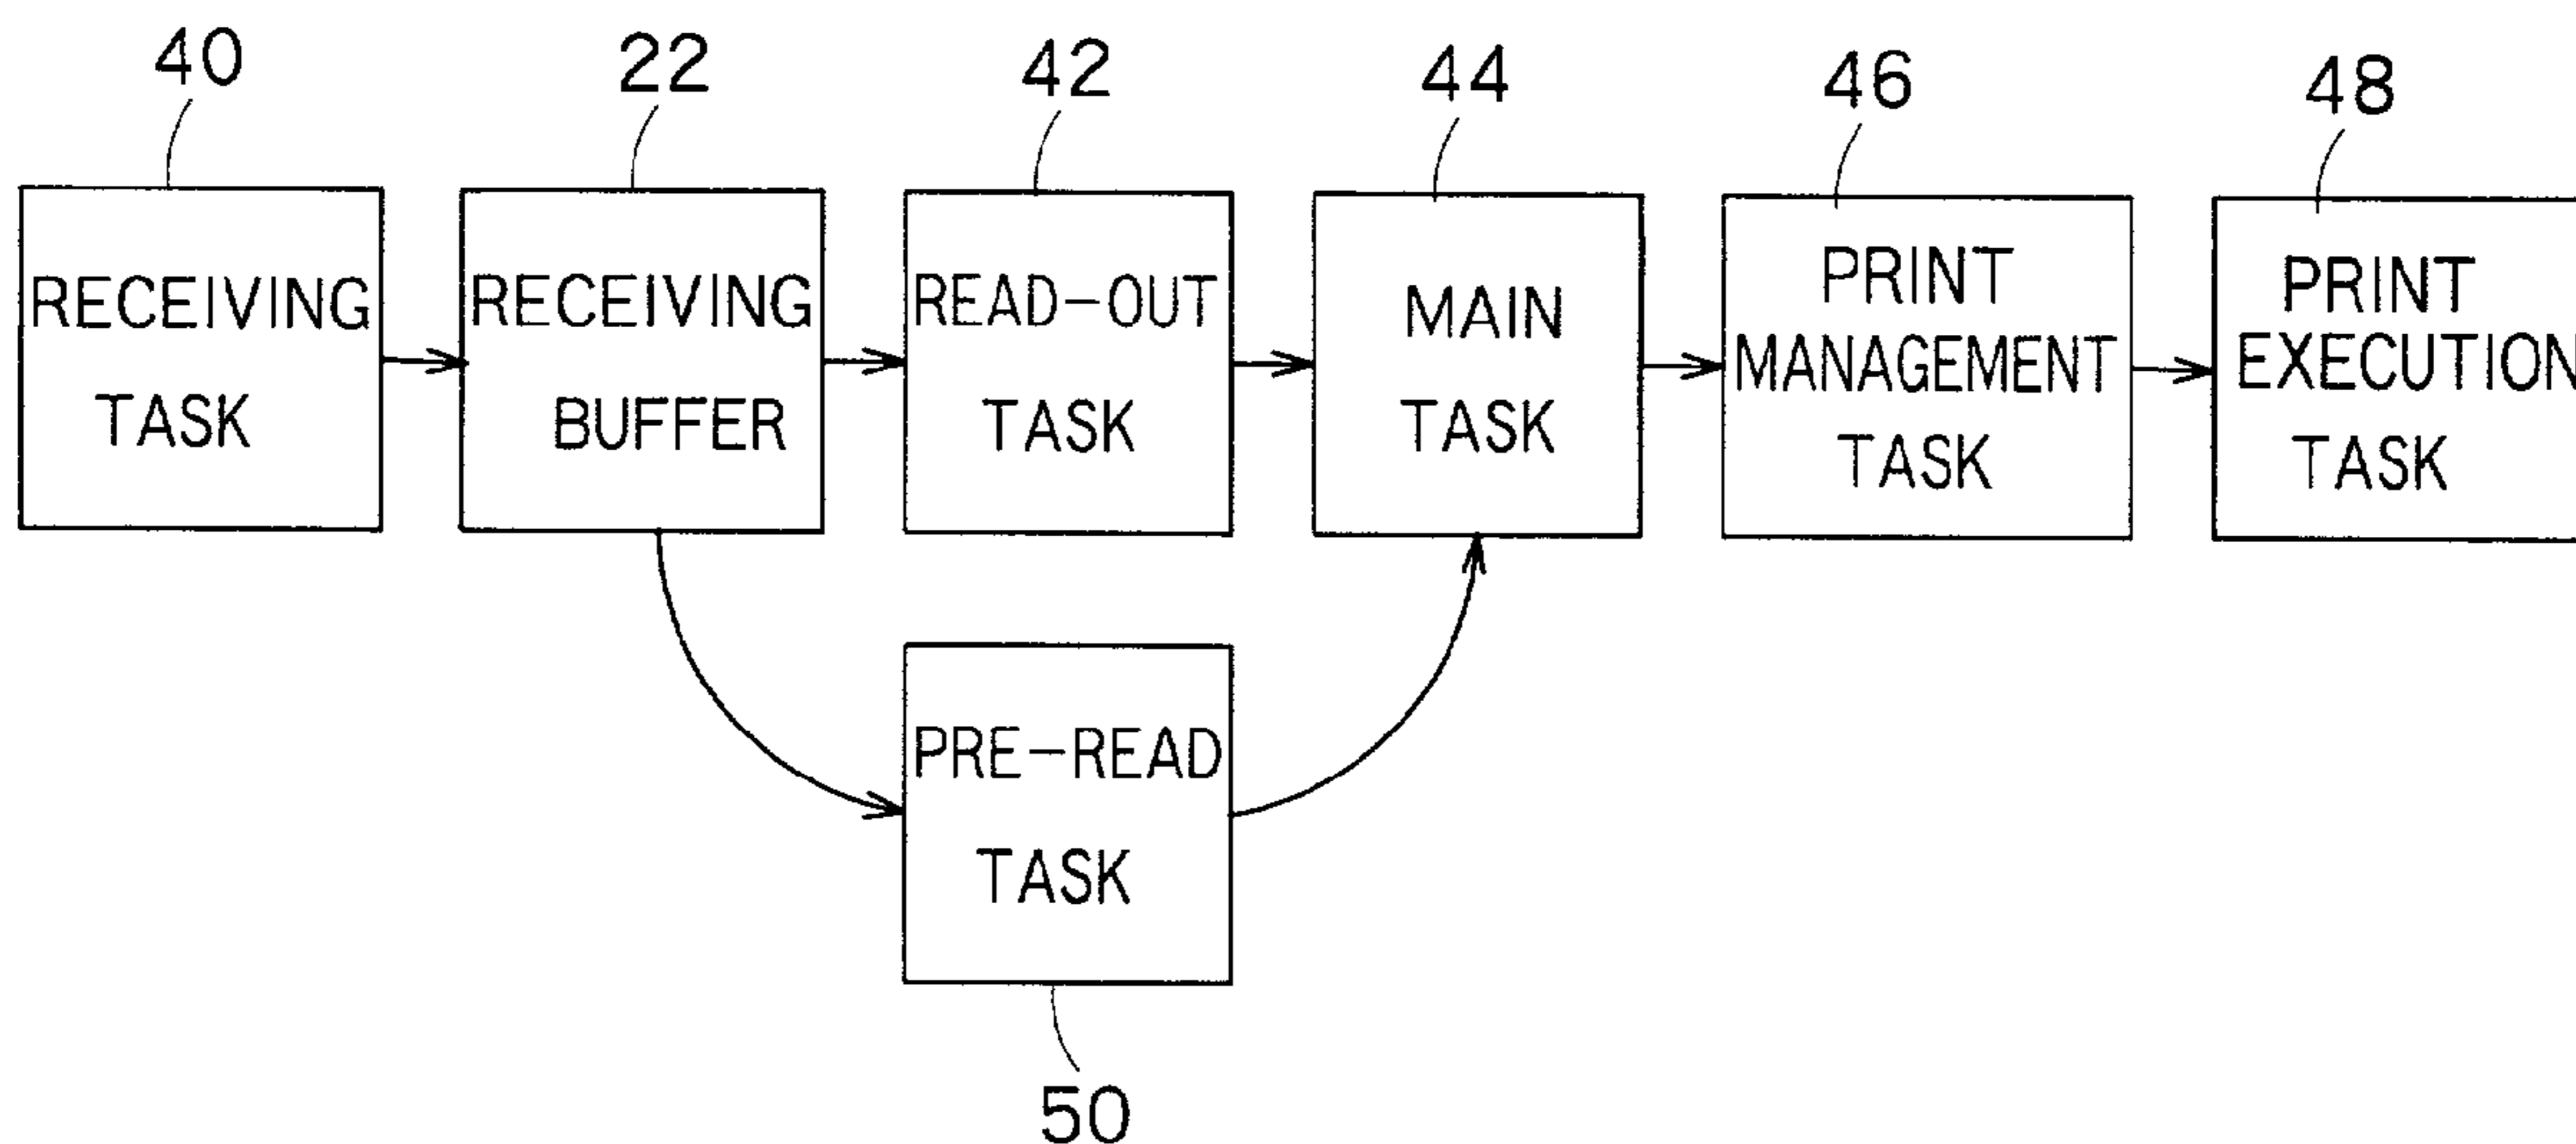 40
22
42
44
46
48
RECEIVING
TASK
RECEIVING
BUFFER
READ-OUT
TASK
MAIN
TASK
PRINT
MANAGEMENT
TASK
PRINT
EXECUTION
TASK
PRE-READ
TASK
50